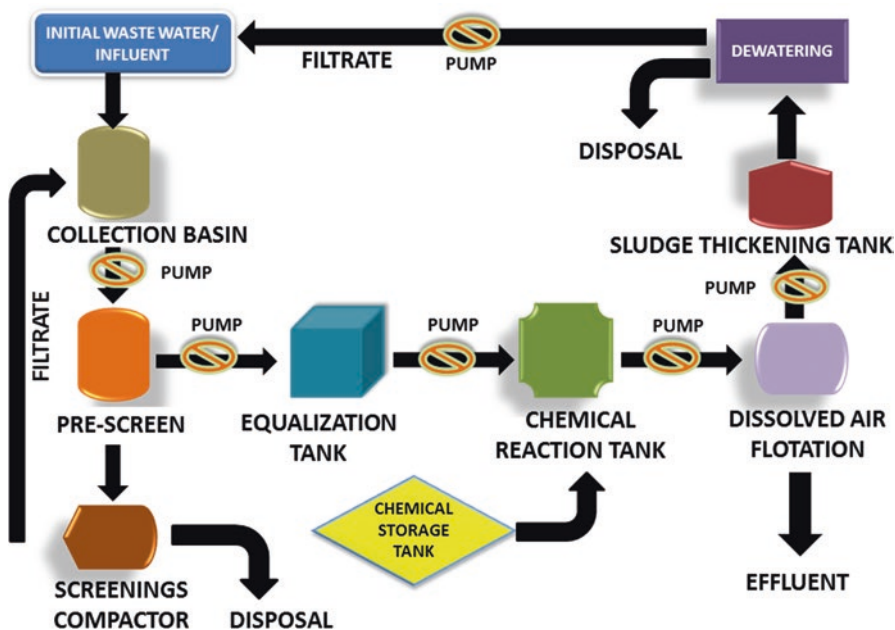 INITIAL WASTE WATER/
INFLUENT
FILTRATE
PUMP
DEWATERING
DISPOSAL
COLLECTION BASIN
SLUDGE THICKENING TANK
PUMP
PUMP
FILTRATE
PUMP
PUMP
PUMP
PRE-SCREEN
EQUALIZATION
TANK
CHEMICAL
REACTION TANK
DISSOLVED AIR
FLOTATION
CHEMICAL
STORAGE
TANK
SCREENINGS
COMPACTOR
DISPOSAL
EFFLUENT